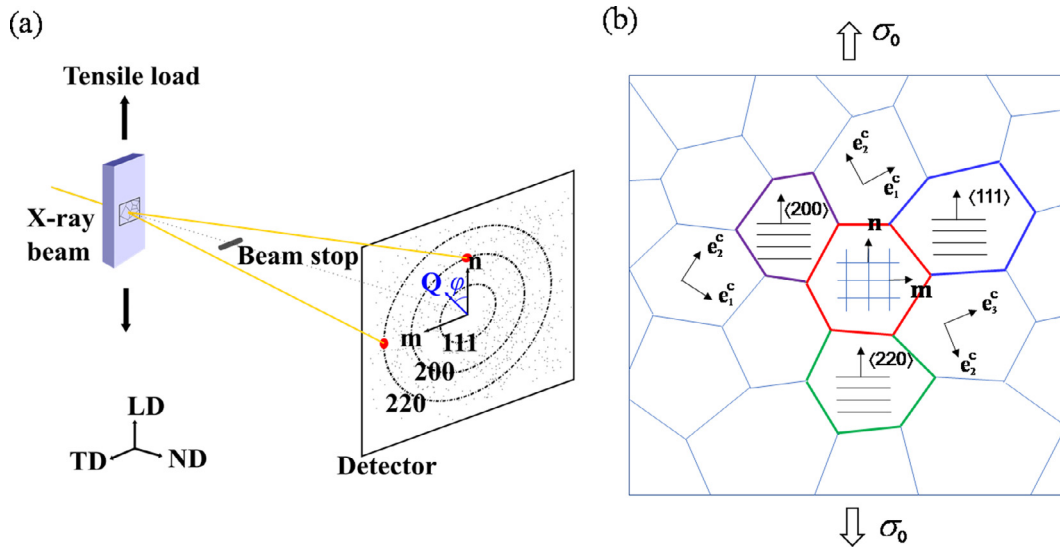 (a)
Tensile load
X-ray
beam
Beam stop
n
Q φ
m
111
200
220
Detector
LD
TD
ND
(b)
σ₀
e₂ᶜ
e₁ᶜ
⟨200⟩
⟨111⟩
n
m
e₂ᶜ
e₁ᶜ
e₃ᶜ
e₂ᶜ
⟨220⟩
σ₀